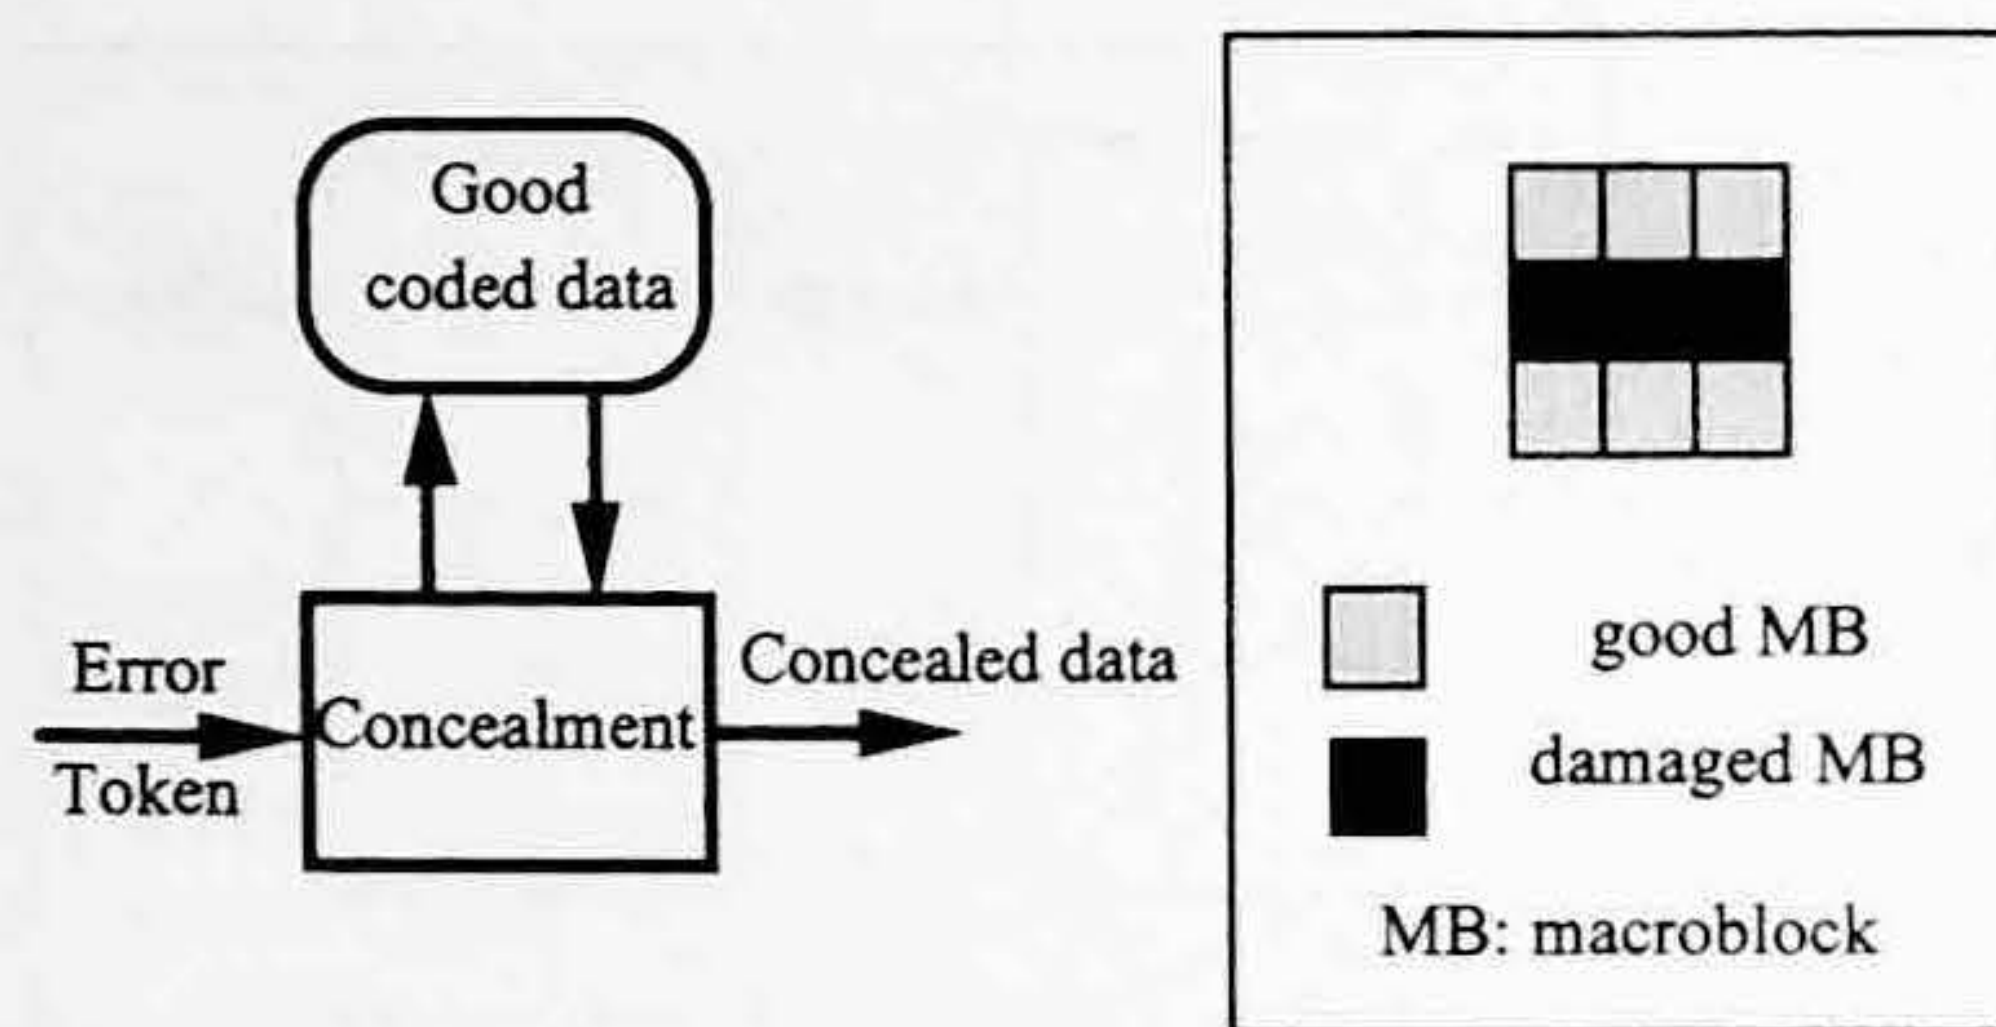 Good
coded data
Error
Token
Concealment
Concealed data
good MB
damaged MB
MB: macroblock